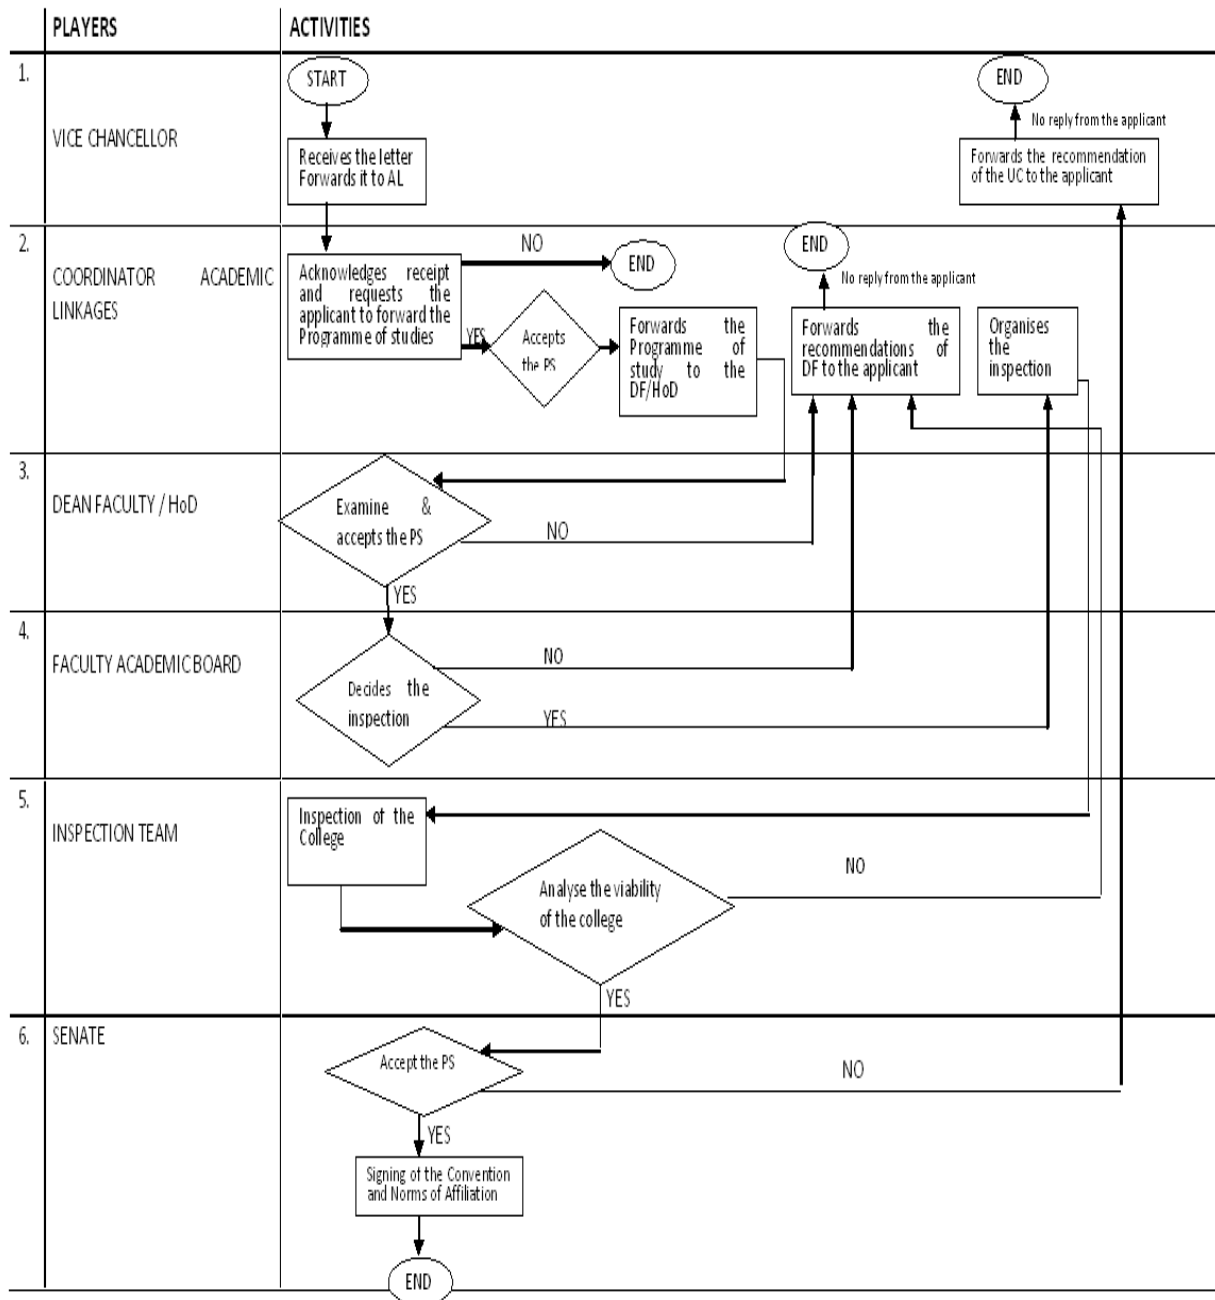 PLAYERS
ACTIVITIES
1.
VICE CHANCELLOR
START
Receives the letter
Forwards it to AL
END
No reply from the applicant
Forwards the recommendation
of the UC to the applicant
2.
COORDINATOR ACADEMIC
LINKAGES
Acknowledges receipt
and requests the
applicant to forward the
Programme of studies
NO
END
YES
Accepts
the PS
Forwards the
Programme of
study to the
DF/HoD
END
No reply from the applicant
Forwards the
recommendations of
DF to the applicant
Organises
the
inspection
3.
DEAN FACULTY / HoD
Examine &
accepts the PS
NO
YES
4.
FACULTY ACADEMIC BOARD
Decides the
inspection
NO
YES
5.
INSPECTION TEAM
Inspection of the
College
Analyse the viability
of the college
NO
YES
6.
SENATE
Accept the PS
NO
YES
Signing of the Convention
and Norms of Affiliation
END